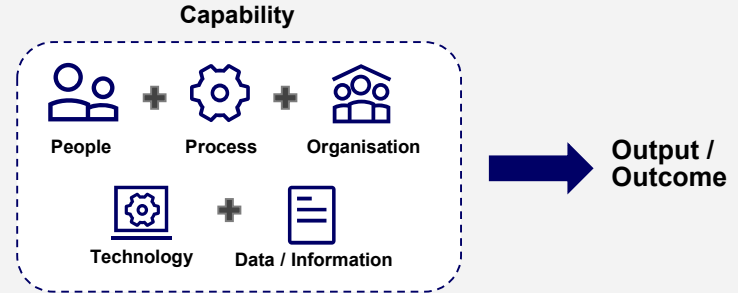 Capability
People
Process
Organisation
Technology
Data / Information
Output /
Outcome